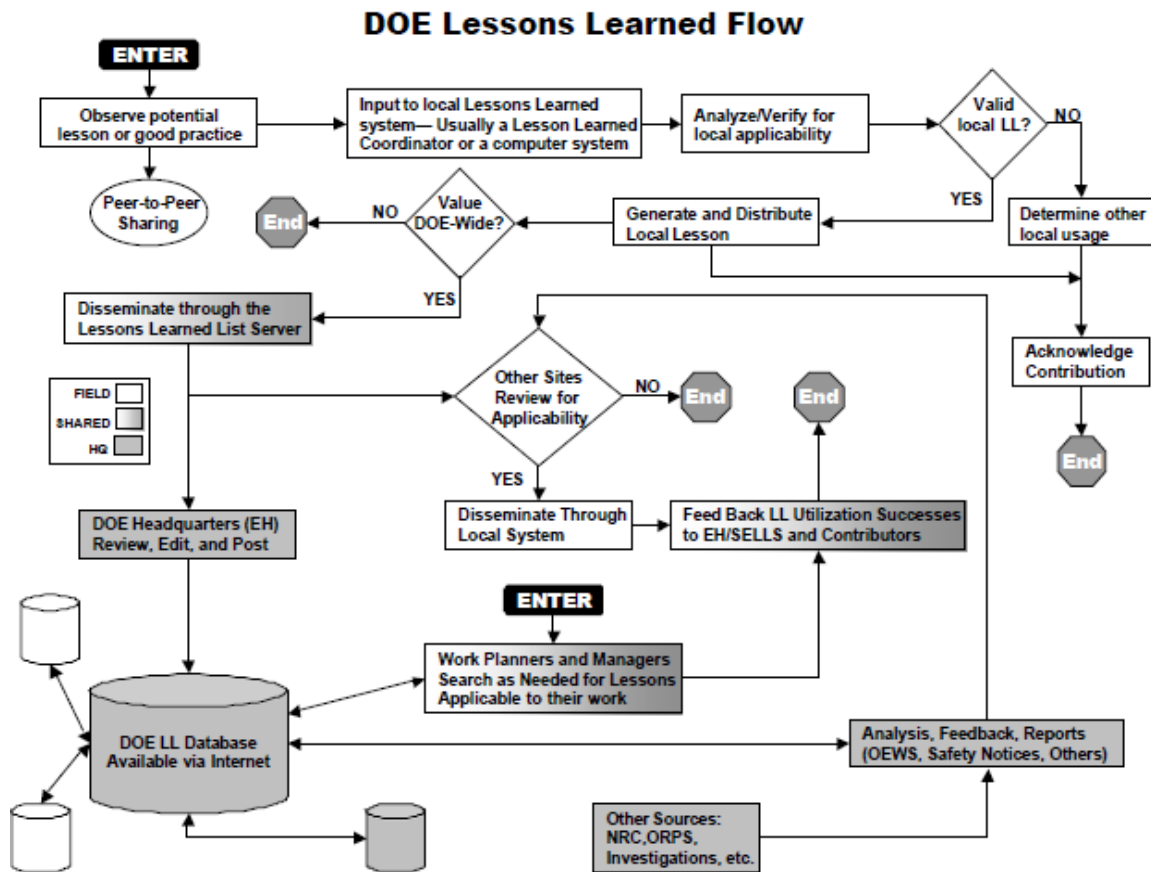 DOE Lessons Learned Flow
ENTER
Observe potential
lesson or good practice
Input to local Lessons Learned
system— Usually a Lesson Learned
Coordinator or a computer system
Analyze/Verify for
local applicability
Valid
local LL?
NO
YES
Peer-to-Peer
Sharing
End
NO
Value
DOE-Wide?
YES
Generate and Distribute
Local Lesson
Determine other
local usage
Disseminate through the
Lessons Learned List Server
Acknowledge
Contribution
End
FIELD
SHARED
HQ
Other Sites
Review for
Applicability
NO
End
End
YES
Disseminate Through
Local System
Feed Back LL Utilization Successes
to EH/SELLS and Contributors
DOE Headquarters (EH)
Review, Edit, and Post
ENTER
Work Planners and Managers
Search as Needed for Lessons
Applicable to their work
DOE LL Database
Available via Internet
Analysis, Feedback, Reports
(OEWS, Safety Notices, Others)
Other Sources:
NRC,ORPS,
Investigations, etc.